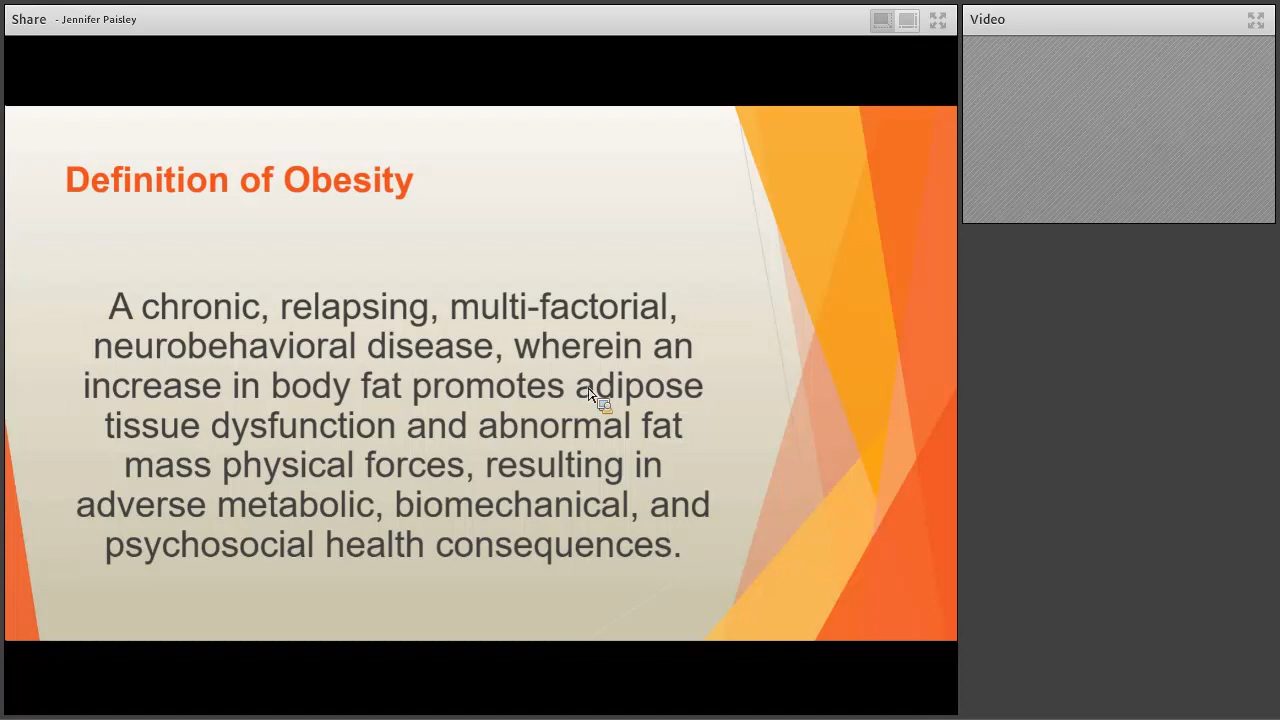 Share - Jennifer Paisley
Video
Definition of Obesity
A chronic, relapsing, multi-factorial,
neurobehavioral disease, wherein an
increase in body fat promotes adipose
tissue dysfunction and abnormal fat
mass physical forces, resulting in
adverse metabolic, biomechanical, and
psychosocial health consequences.